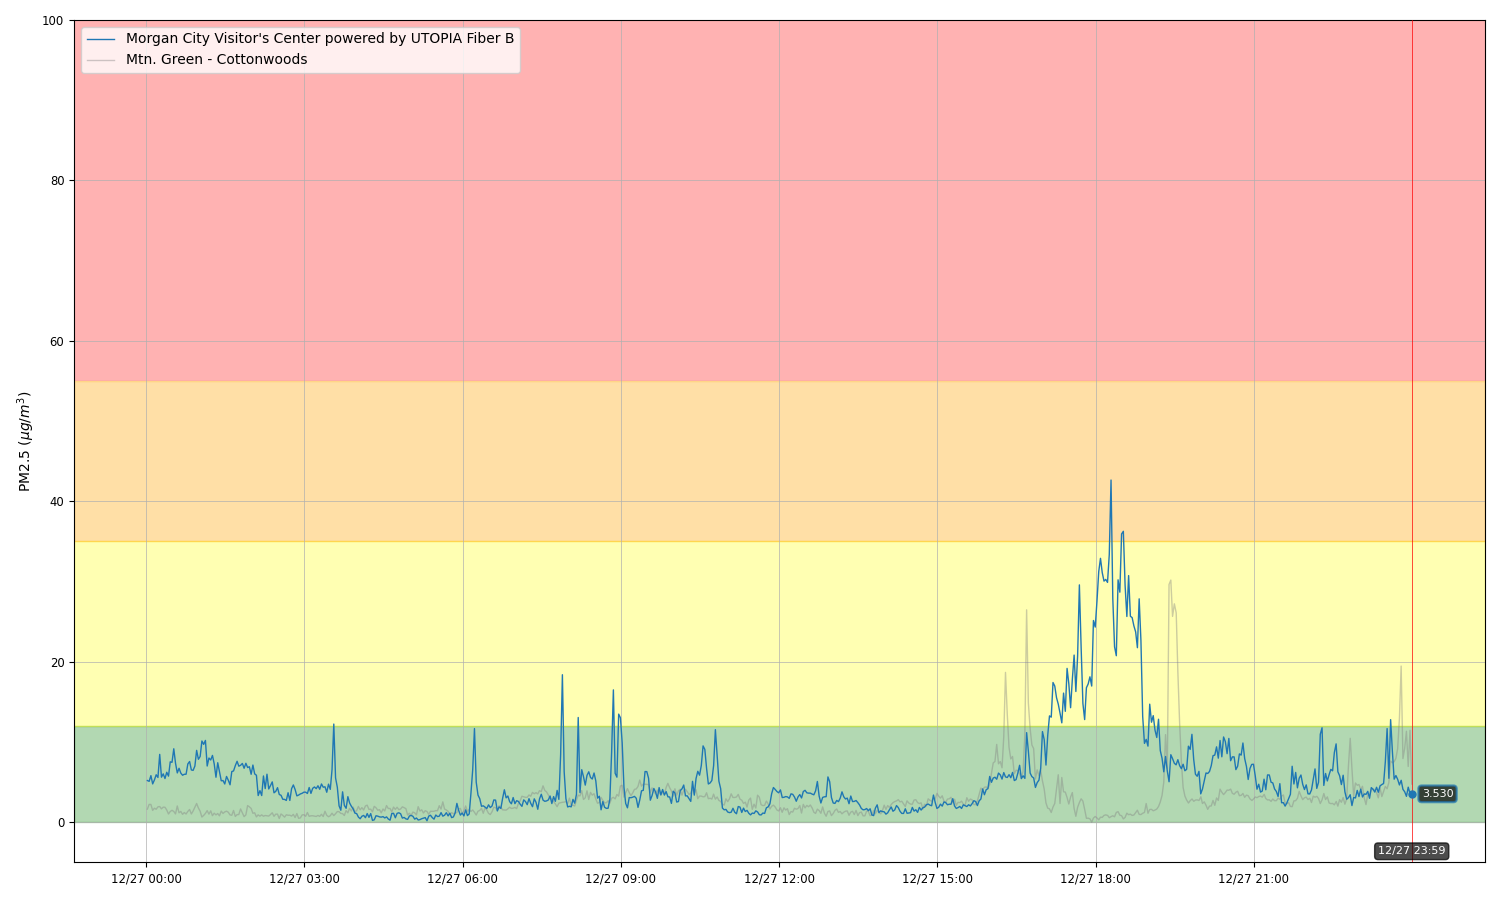 100
Morgan City Visitor's Center powered by UTOPIA Fiber B
Mtn. Green - Cottonwoods
80
60
PM2.5 (μg/m³)
40
20
0
3.530
12/27 23:59
12/27 00:00 12/27 03:00 12/27 06:00 12/27 09:00 12/27 12:00 12/27 15:00 12/27 18:00 12/27 21:00